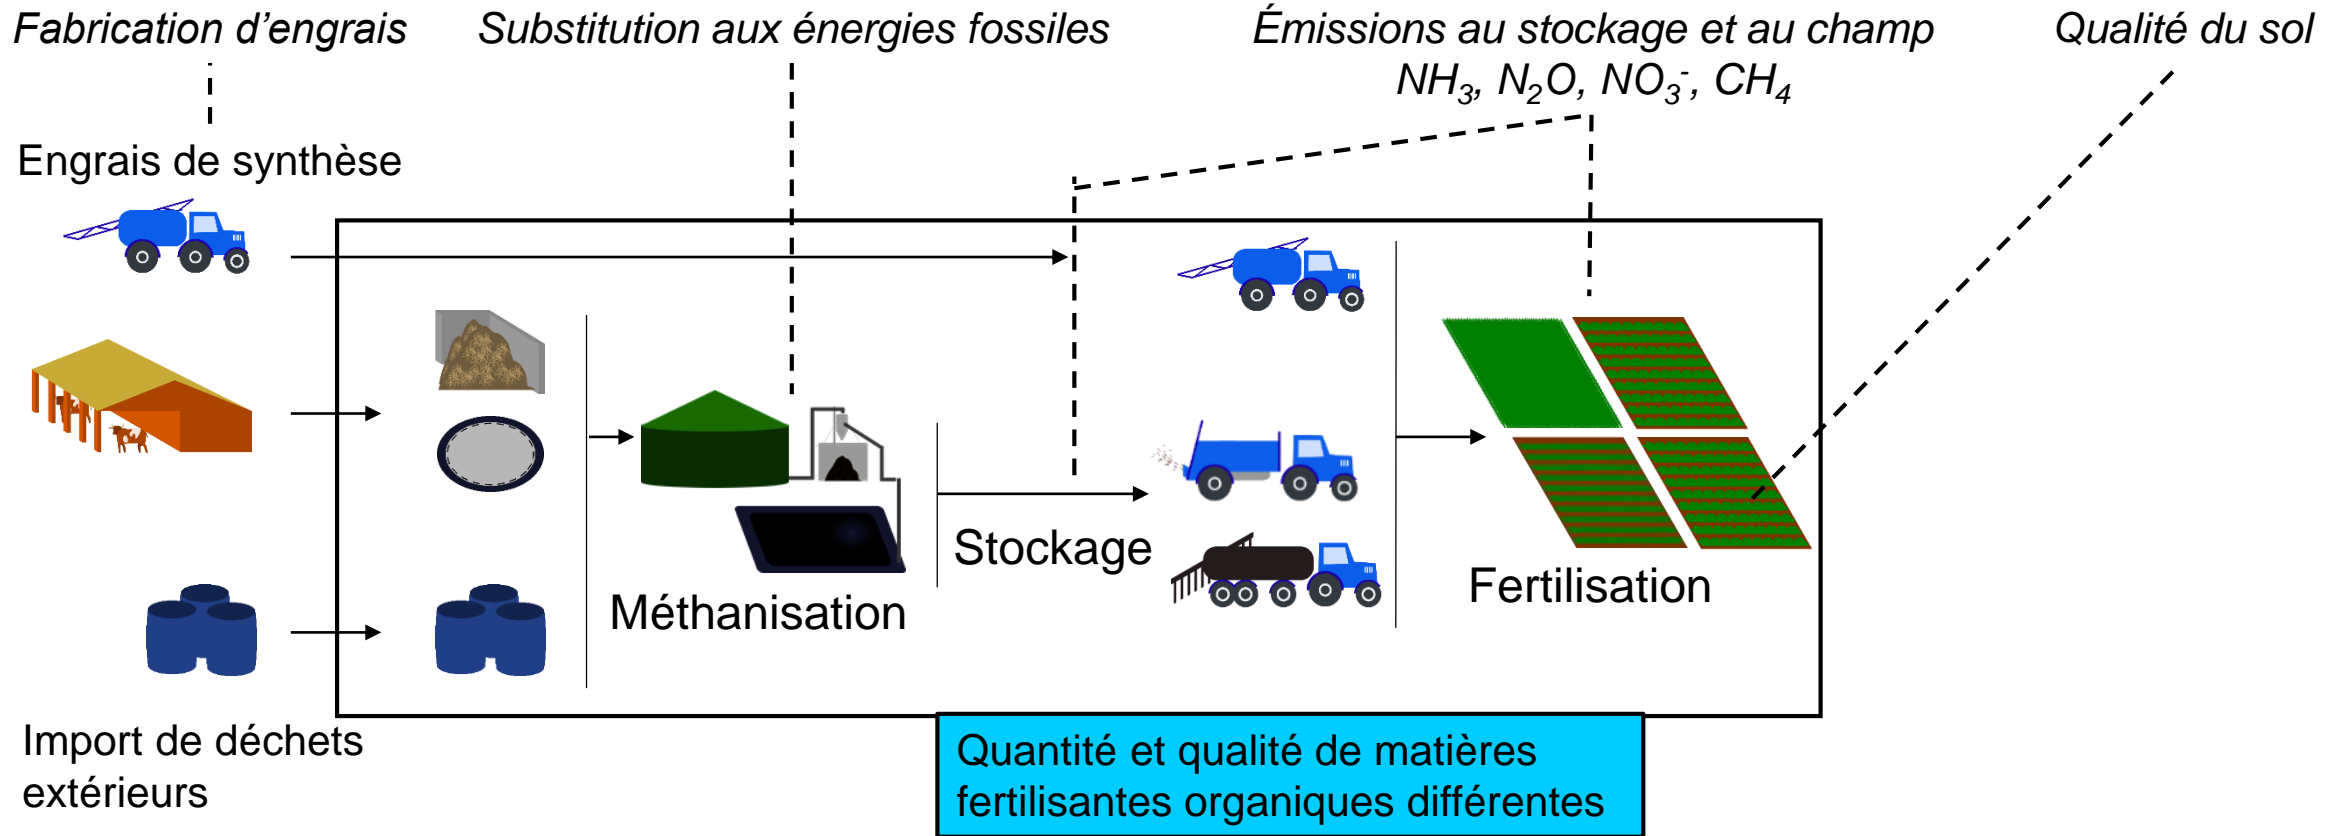 Fabrication d’engrais
Substitution aux énergies fossiles
Émissions au stockage et au champ
NH₃, N₂O, NO₃⁻, CH₄
Qualité du sol
Engrais de synthèse
Stockage
Méthanisation
Fertilisation
Import de déchets
extérieurs
Quantité et qualité de matières
fertilisantes organiques différentes